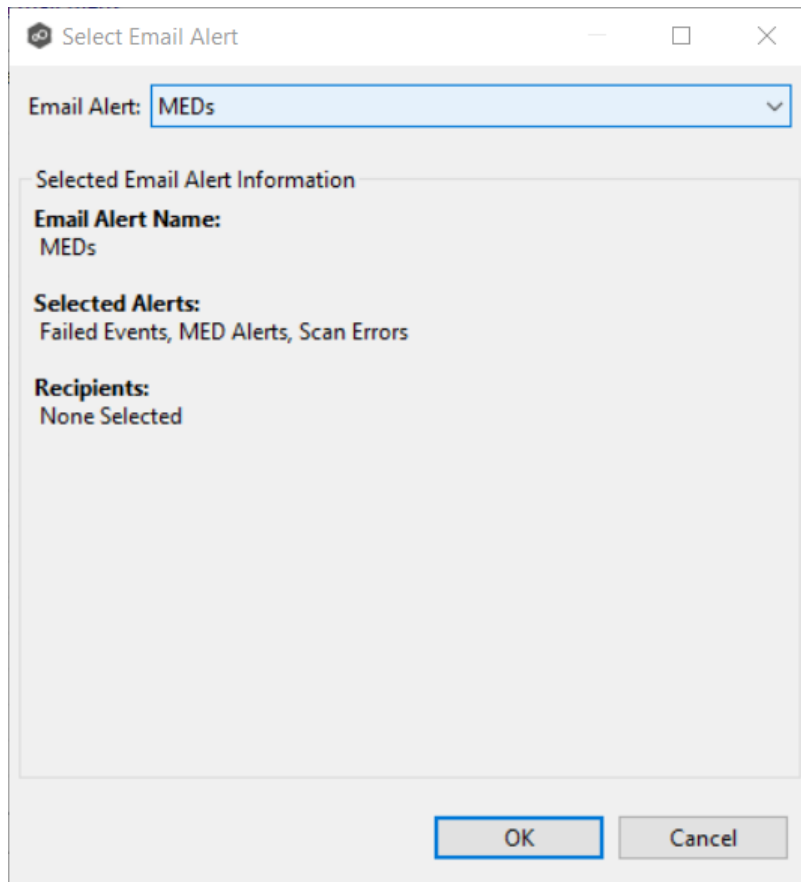 Select Email Alert
Email Alert: MEDs
Selected Email Alert Information
Email Alert Name:
MEDs
Selected Alerts:
Failed Events, MED Alerts, Scan Errors
Recipients:
None Selected
OK Cancel